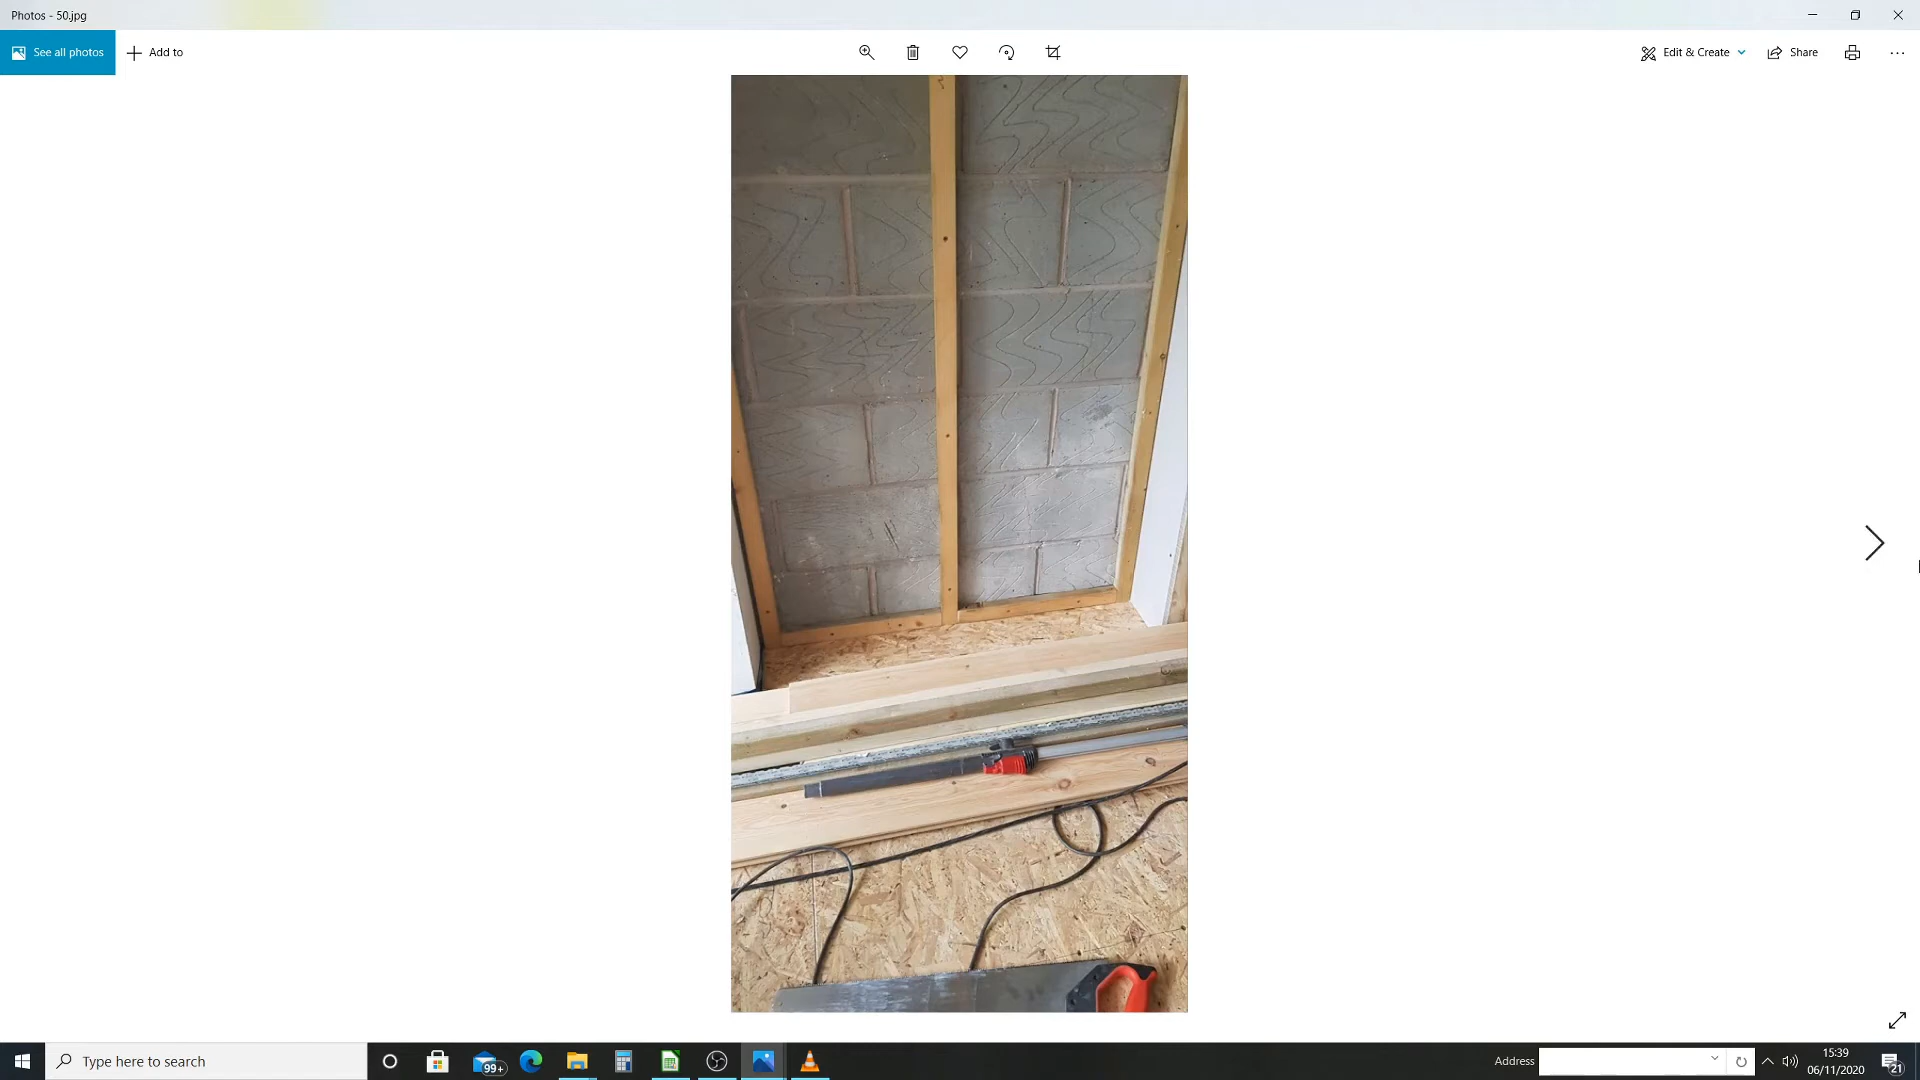 Photos - 50.jpg
See all photos
Add to
Edit & Create
Share
Type here to search
99+
Address
15:39
06/11/2020
21